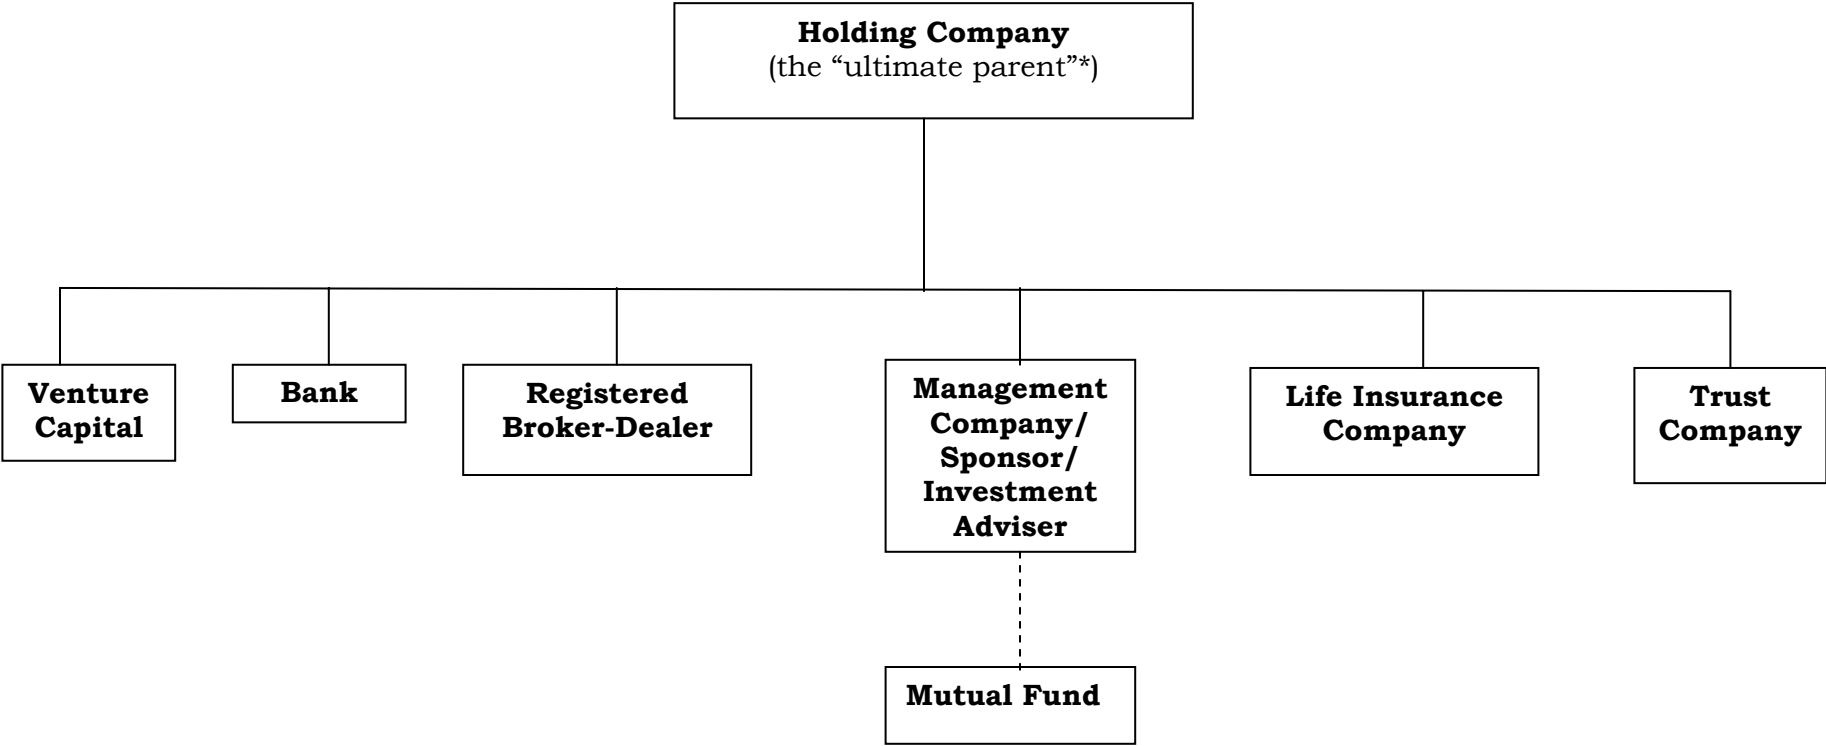 Holding Company
(the “ultimate parent”*)
Venture
Capital
Bank
Registered
Broker-Dealer
Management
Company/
Sponsor/
Investment
Adviser
Life Insurance
Company
Trust
Company
Mutual Fund